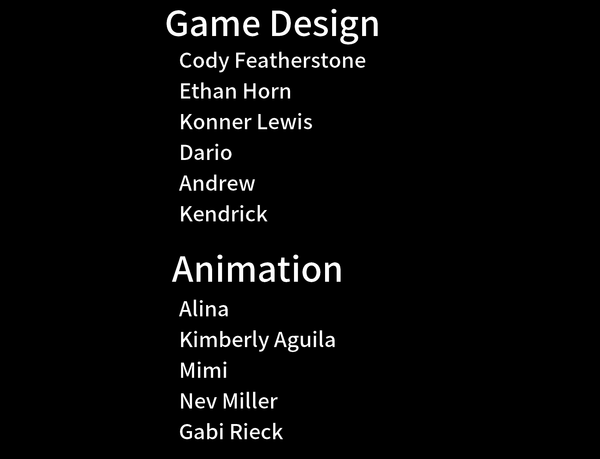 Game Design
Cody Featherstone
Ethan Horn
Konner Lewis
Dario
Andrew
Kendrick
Animation
Alina
Kimberly Aguila
Mimi
Nev Miller
Gabi Rieck